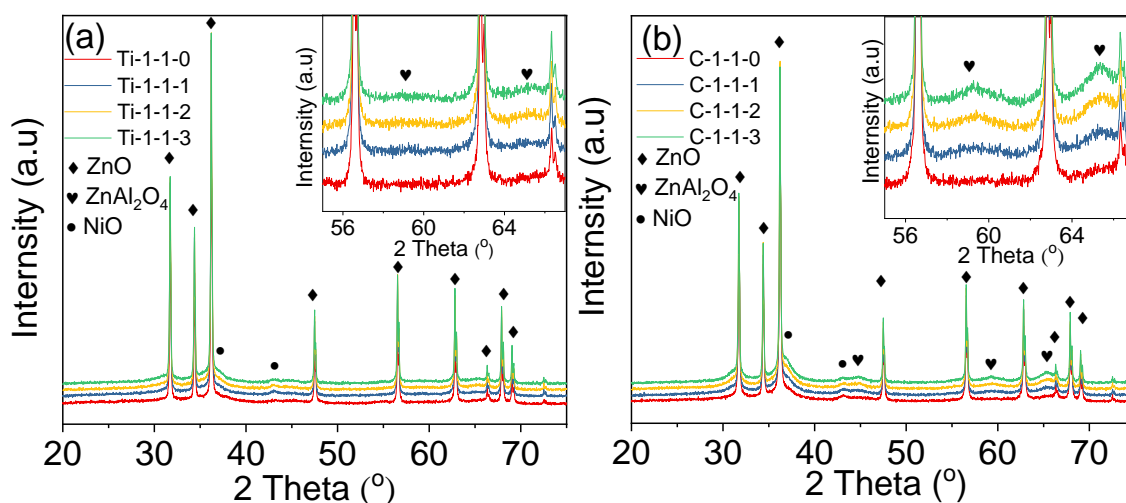 (a)
Ti-1-1-0
Ti-1-1-1
Ti-1-1-2
Ti-1-1-3
♦ ZnO
♥ ZnAl₂O₄
● NiO
Internsity (a.u)
20 30 40 50 60 70
2 Theta (°)
Internsity (a.u)
56 60 64
2 Theta (°)
(b)
C-1-1-0
C-1-1-1
C-1-1-2
C-1-1-3
♦ ZnO
♥ ZnAl₂O₄
● NiO
Internsity (a.u)
20 30 40 50 60 70
2 Theta (°)
Internsity (a.u)
56 60 64
2 Theta (°)